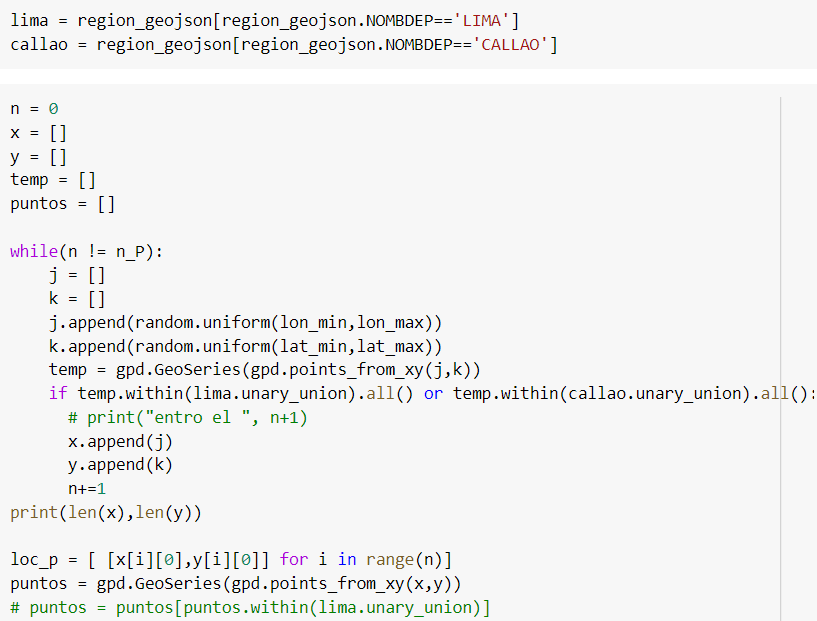 lima = region_geojson[region_geojson.NOMBDEP=='LIMA']
callao = region_geojson[region_geojson.NOMBDEP=='CALLAO']
n = 0
x = []
y = []
temp = []
puntos = []
while(n != n_P):
    j = []
    k = []
    j.append(random.uniform(lon_min,lon_max))
    k.append(random.uniform(lat_min,lat_max))
    temp = gpd.GeoSeries(gpd.points_from_xy(j,k))
    if temp.within(lima.unary_union).all() or temp.within(callao.unary_union).all():
      # print("entro el ", n+1)
      x.append(j)
      y.append(k)
      n+=1
print(len(x),len(y))
loc_p = [ [x[i][0],y[i][0]] for i in range(n)]
puntos = gpd.GeoSeries(gpd.points_from_xy(x,y))
# puntos = puntos[puntos.within(lima.unary_union)]